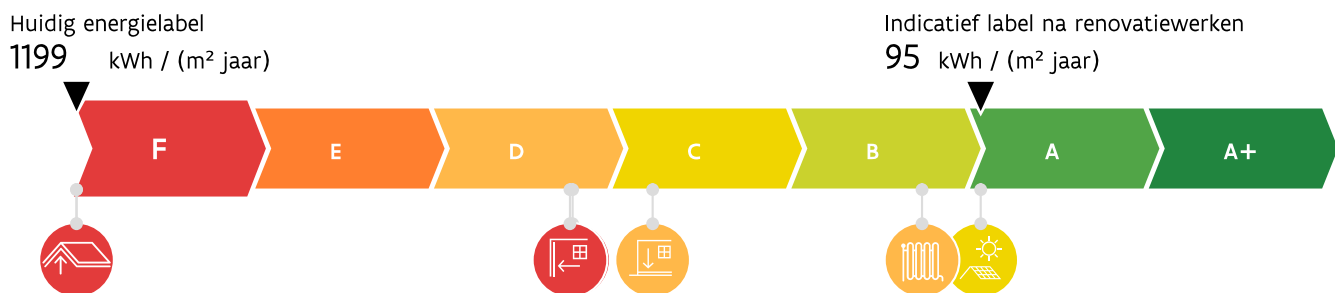 Huidig energielabel
1199 kWh / (m² jaar)
Indicatief label na renovatiewerken
95 kWh / (m² jaar)
F E D C B A A+